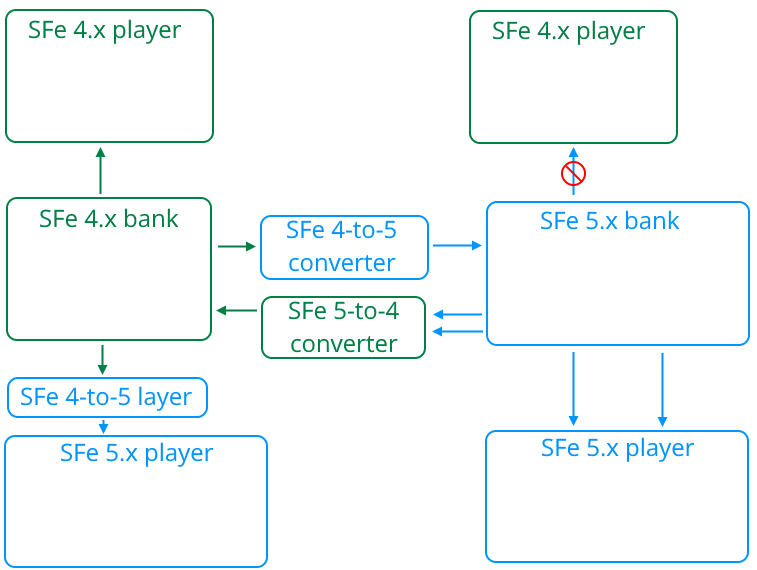 SFe 4.x player
SFe 4.x player
SFe 4.x bank
SFe 5.x bank
SFe 4-to-5
converter
SFe 5-to-4
converter
SFe 4-to-5 layer
SFe 5.x player
SFe 5.x player